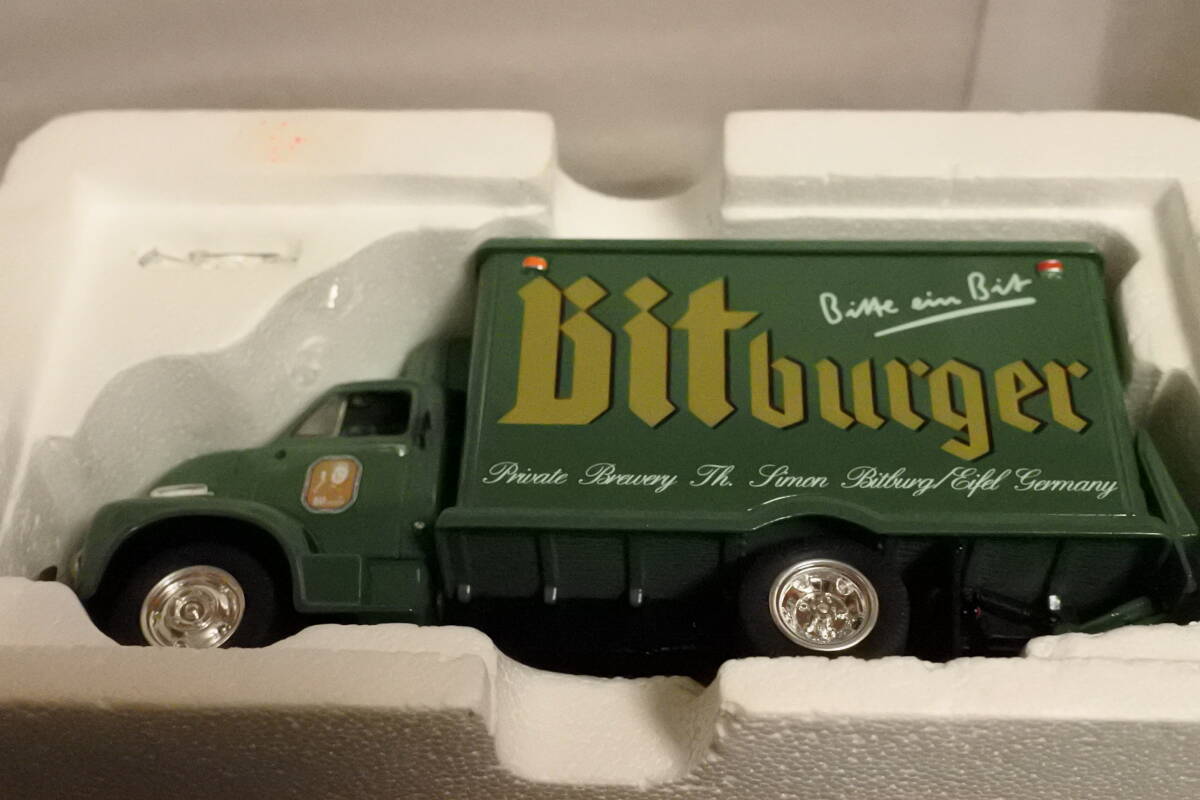 Bitte ein Bit
Bitburger
Private Brewery Th. Simon Bitburg/Eifel Germany